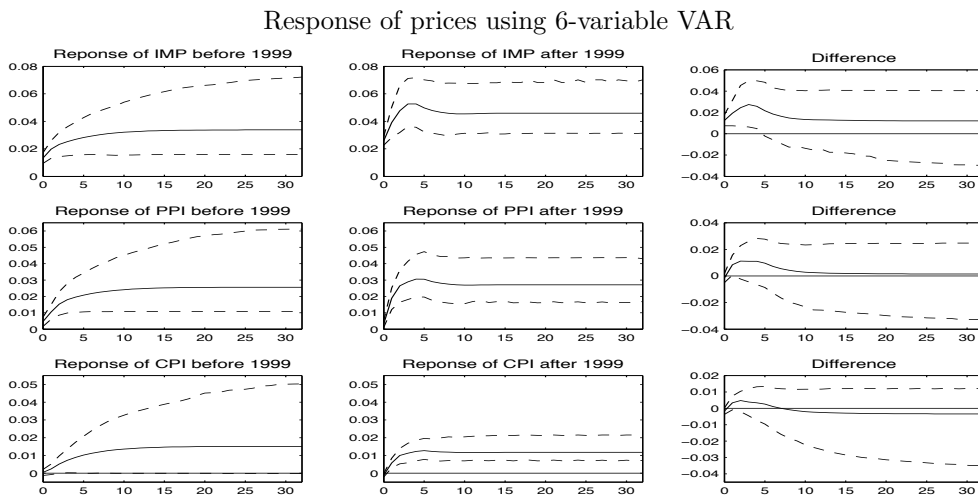 Response of prices using 6-variable VAR
Reponse of IMP before 1999
Reponse of IMP after 1999
Difference
0.08
0.06
0.04
0.02
0
0 5 10 15 20 25 30
0.08
0.06
0.04
0.02
0
0 5 10 15 20 25 30
0.06
0.04
0.02
0
−0.02
−0.04
0 5 10 15 20 25 30
Reponse of PPI before 1999
Reponse of PPI after 1999
Difference
0.06
0.05
0.04
0.03
0.02
0.01
0
0 5 10 15 20 25 30
0.06
0.05
0.04
0.03
0.02
0.01
0
0 5 10 15 20 25 30
0.04
0.02
0
−0.02
−0.04
0 5 10 15 20 25 30
Reponse of CPI before 1999
Reponse of CPI after 1999
Difference
0.05
0.04
0.03
0.02
0.01
0
0 5 10 15 20 25 30
0.05
0.04
0.03
0.02
0.01
0
0 5 10 15 20 25 30
0.02
0.01
0
−0.01
−0.02
−0.03
−0.04
0 5 10 15 20 25 30